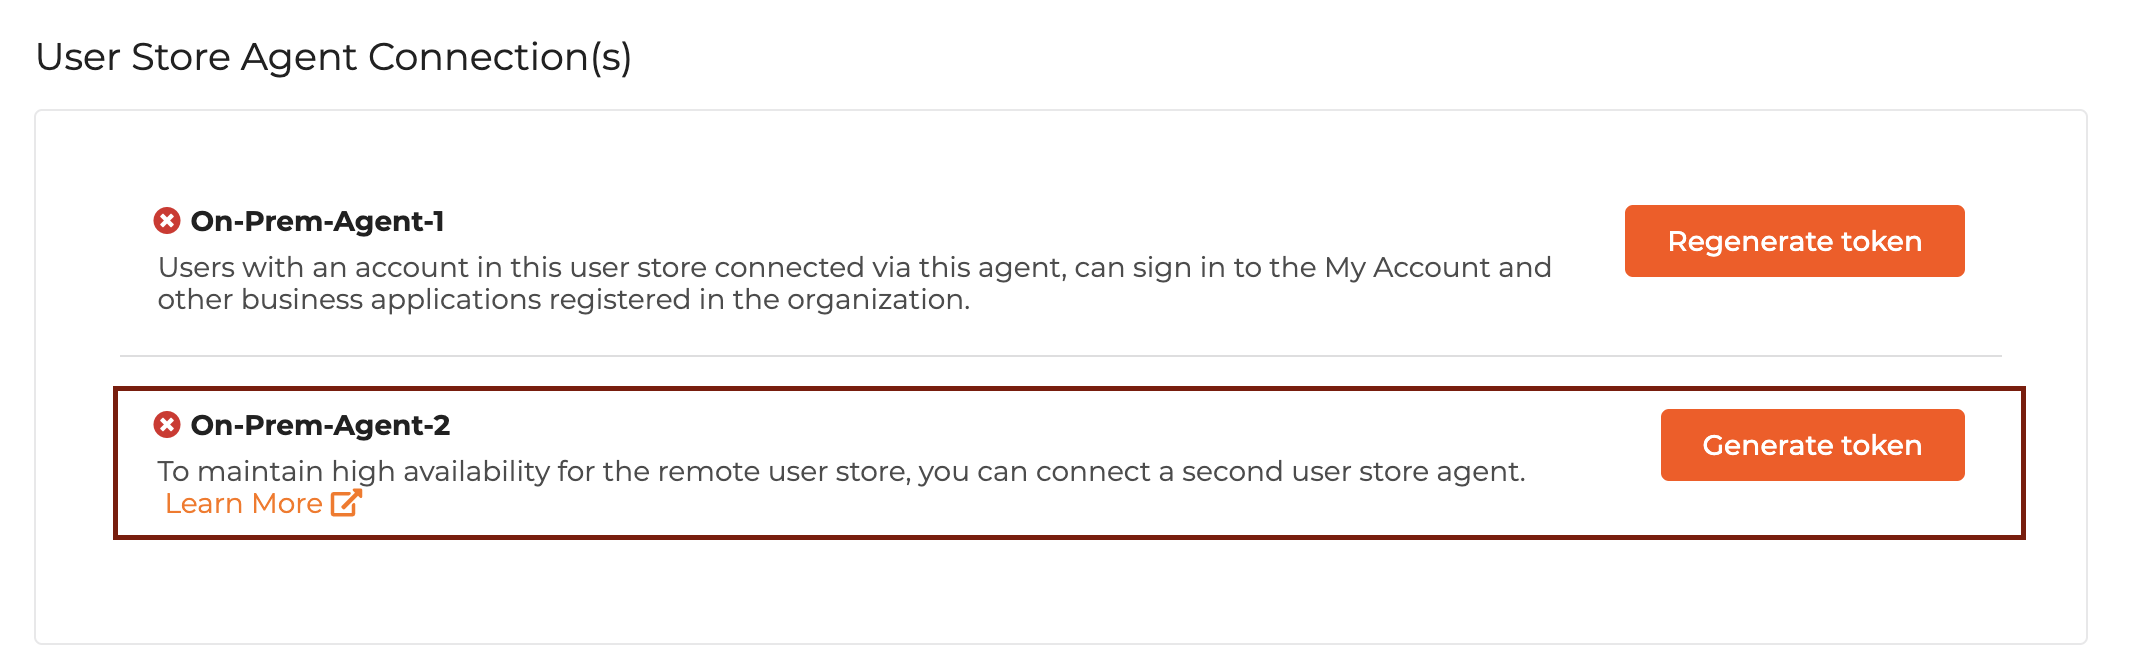 User Store Agent Connection(s)
On-Prem-Agent-1
Regenerate token
Users with an account in this user store connected via this agent, can sign in to the My Account and
other business applications registered in the organization.
On-Prem-Agent-2
Generate token
To maintain high availability for the remote user store, you can connect a second user store agent.
Learn More